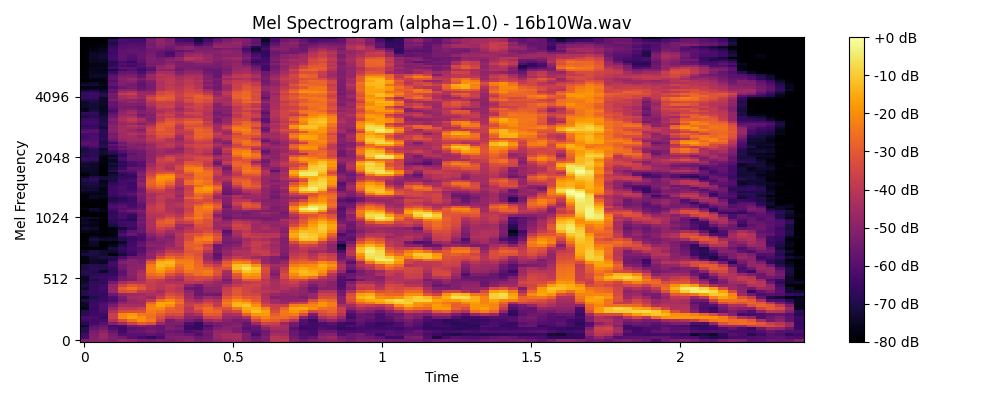 Mel Spectrogram (alpha=1.0) - 16b10Wa.wav
Mel Frequency
4096
2048
1024
512
0
0
0.5
1
1.5
2
Time
+0 dB
-10 dB
-20 dB
-30 dB
-40 dB
-50 dB
-60 dB
-70 dB
-80 dB